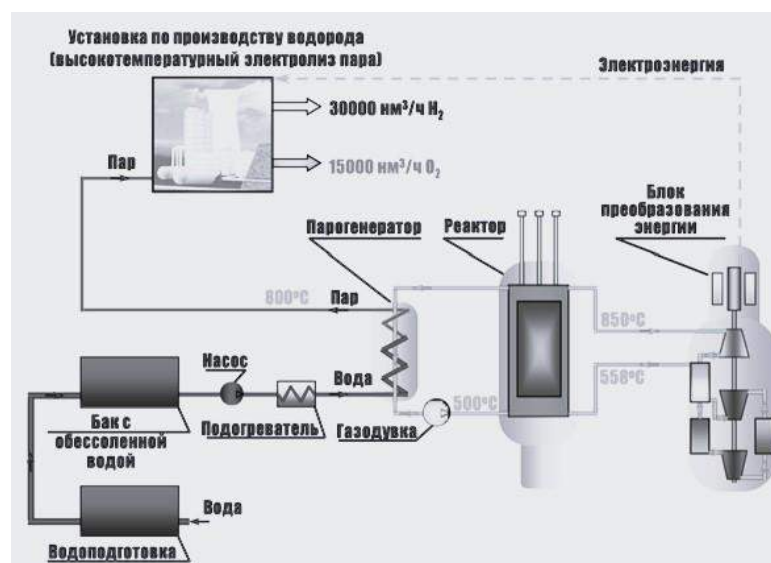 Установка по производству водорода
(высокотемпературный электролиз пара)
Электроэнергия
30000 нм³/ч H₂
15000 нм³/ч O₂
Пар
Блок
преобразования
энергии
Парогенератор
Реактор
800°C
Пар
850°C
558°C
500°C
Насос
Вода
Подогреватель
Газодувка
Бак с
обессоленной
водой
Вода
Водоподготовка